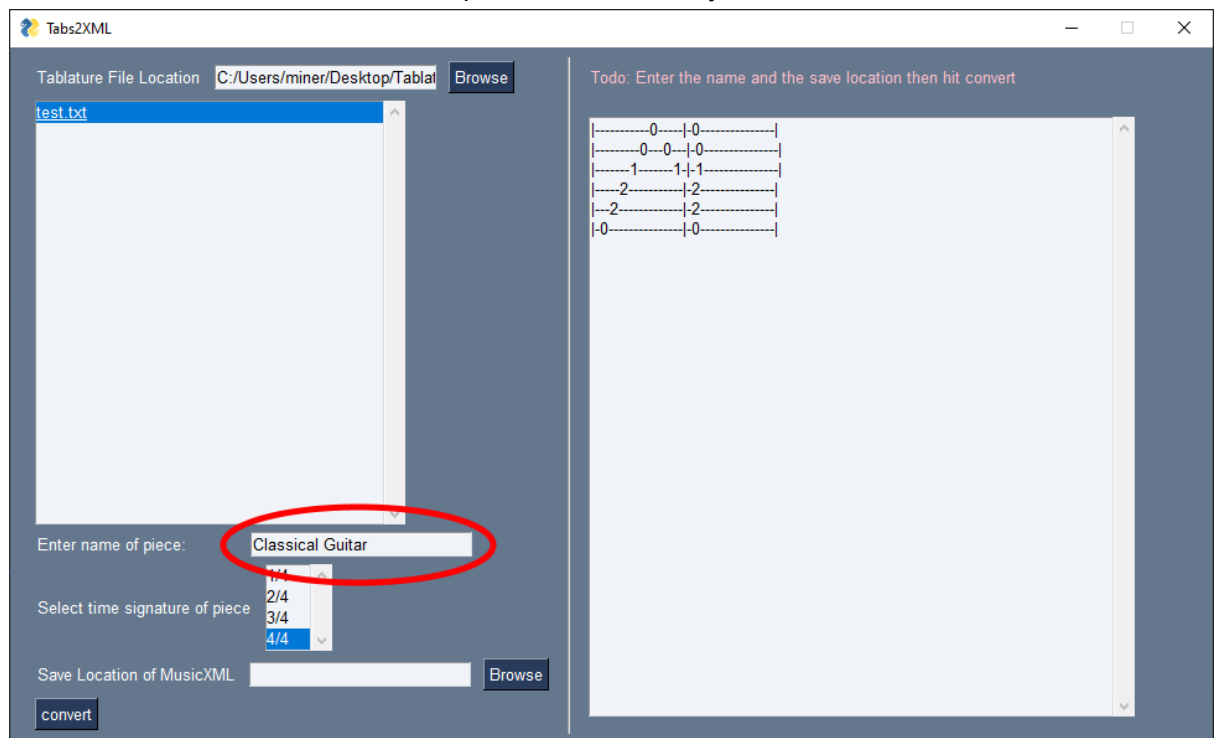 Tabs2XML
Tablature File Location C:/Users/miner/Desktop/Tablat Browse
test.txt
Enter name of piece: Classical Guitar
Select time signature of piece
1/4
2/4
3/4
4/4
Save Location of MusicXML Browse
convert
Todo: Enter the name and the save location then hit convert
|-----------0-----|-0---------------|
|---------0---0---|-0---------------|
|-------1-------1-|-1---------------|
|-----2-----------|-2---------------|
|---2-------------|-2---------------|
|-0---------------|-0---------------|